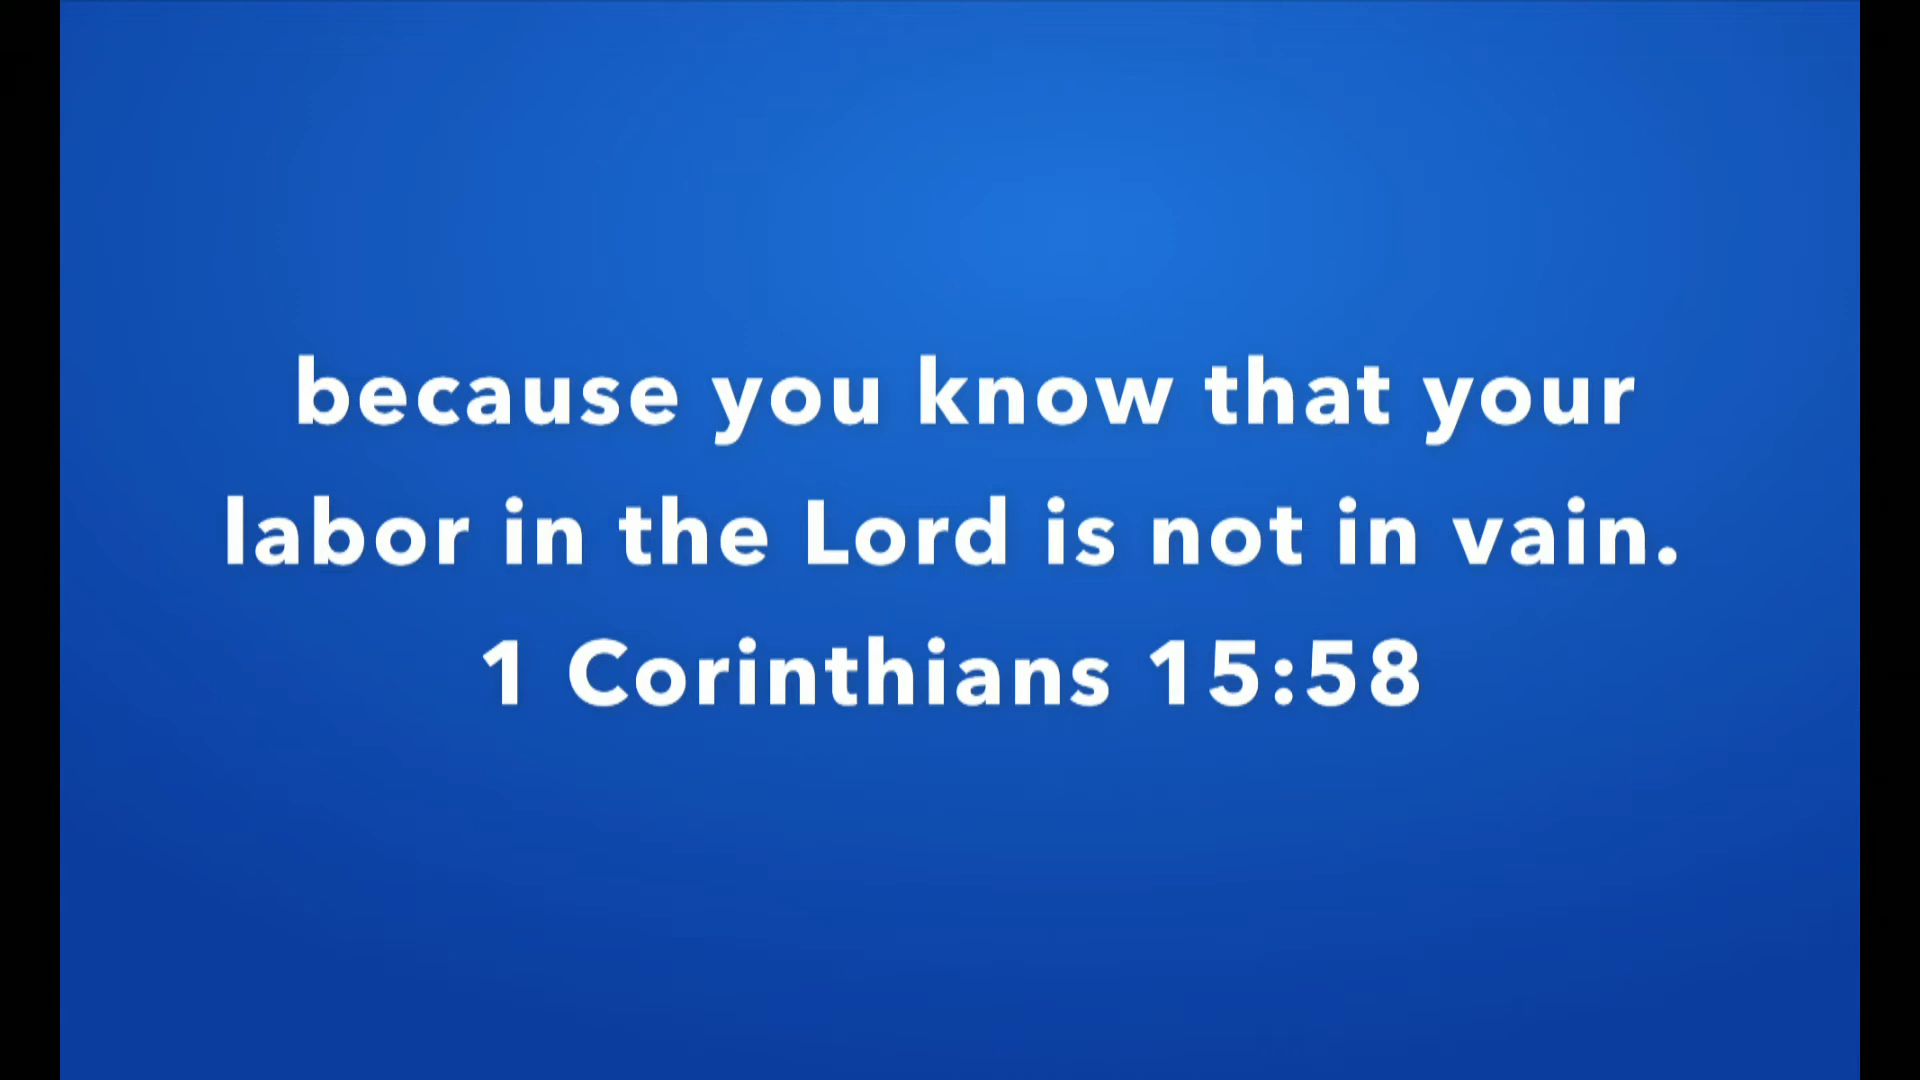 because you know that your
labor in the Lord is not in vain.
1 Corinthians 15:58